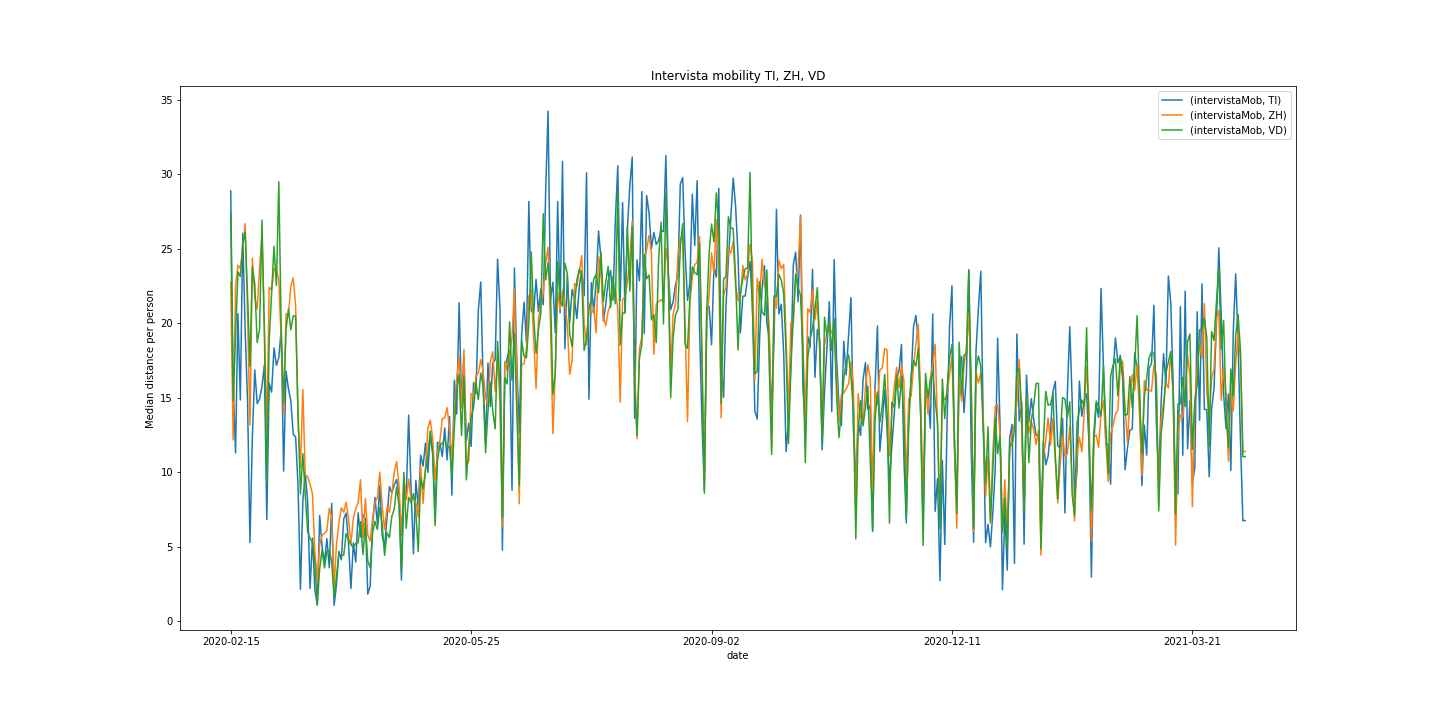 Intervista mobility TI, ZH, VD
(intervistaMob, TI)
(intervistaMob, ZH)
(intervistaMob, VD)
Median distance per person
35
30
25
20
15
10
5
0
2020-02-15
2020-05-25
2020-09-02
2020-12-11
2021-03-21
date